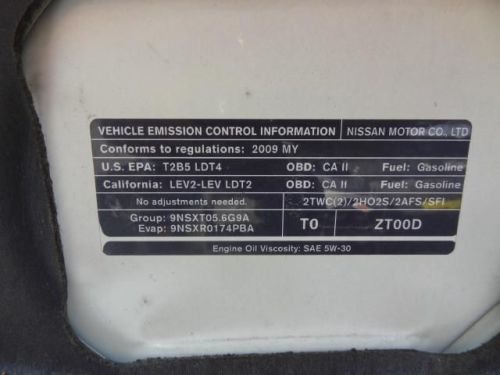 VEHICLE EMISSION CONTROL INFORMATION NISSAN MOTOR CO., LTD
Conforms to regulations: 2009 MY
U.S. EPA: T2B5 LDT4 OBD: CA II Fuel: Gasoline
California: LEV2-LEV LDT2 OBD: CA II Fuel: Gasoline
No adjustments needed. 2TWC(2)/2HO2S/2AFS/SFI
Group: 9NSXT05.6G9A
Evap: 9NSXR0174PBA
T0 ZT00D
Engine Oil Viscosity: SAE 5W-30